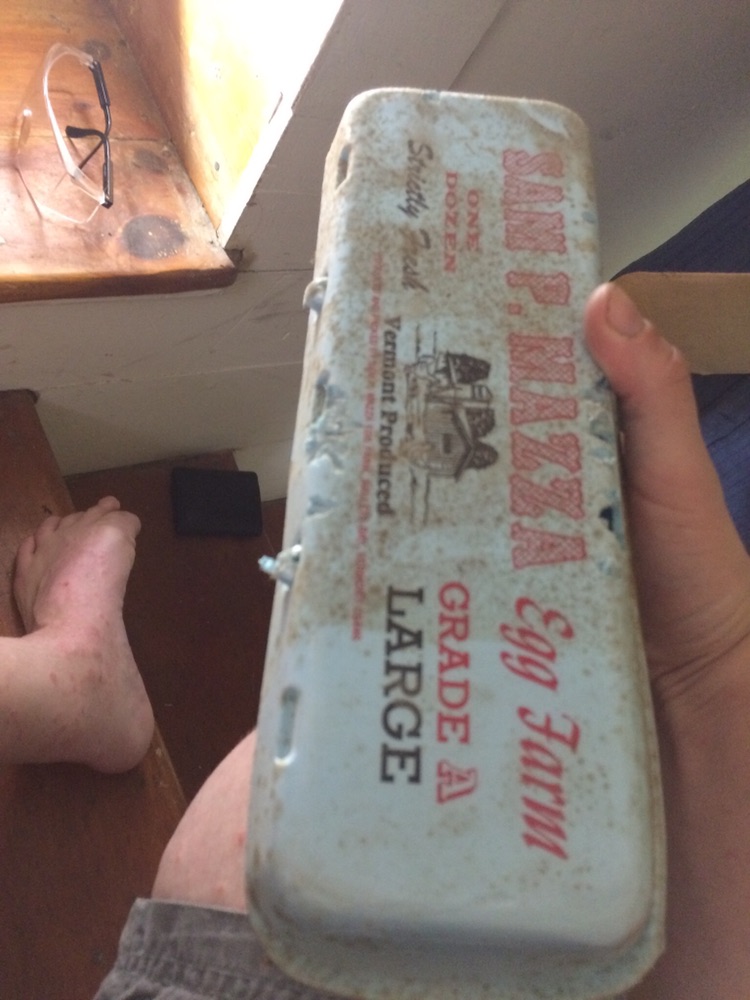 SAM P. MAZZA Egg Farm
ONE
DOZEN
Strictly Fresh
Vermont Produced
GRADE A
LARGE